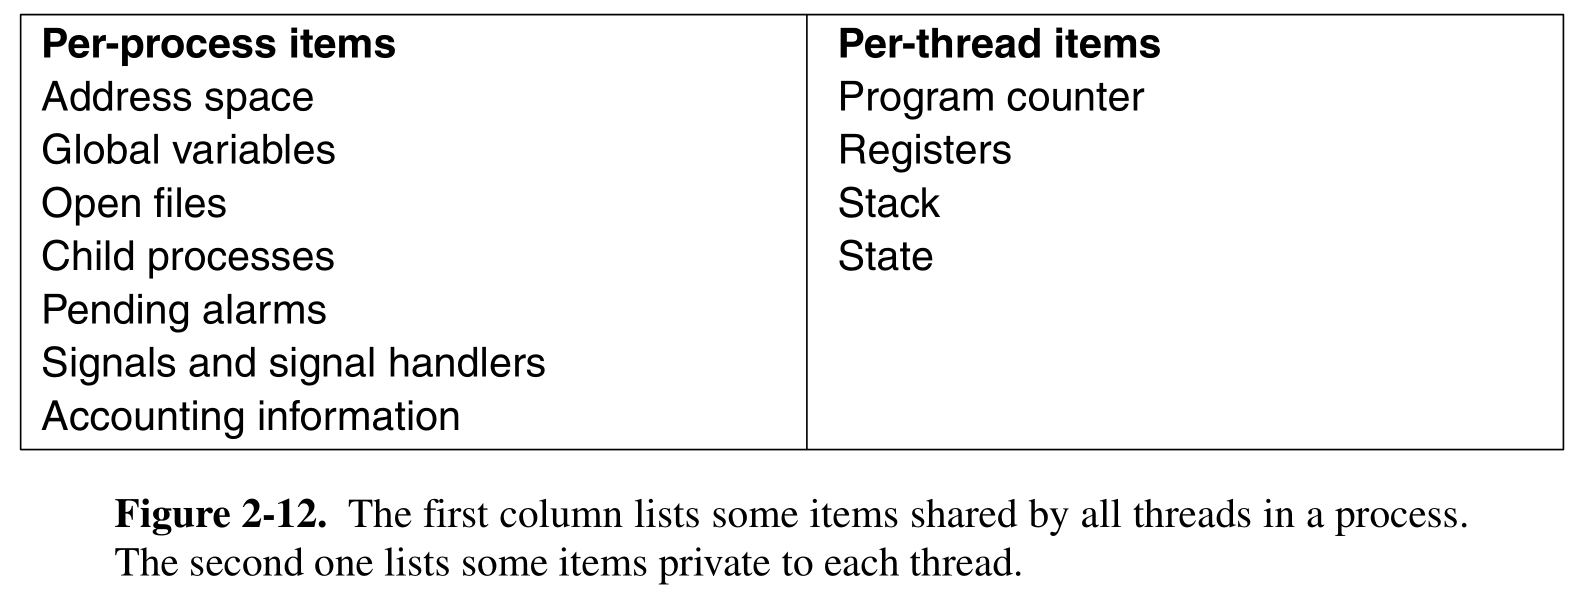 Per-process items
Address space
Global variables
Open files
Child processes
Pending alarms
Signals and signal handlers
Accounting information
Per-thread items
Program counter
Registers
Stack
State
Figure 2-12. The first column lists some items shared by all threads in a process.
The second one lists some items private to each thread.